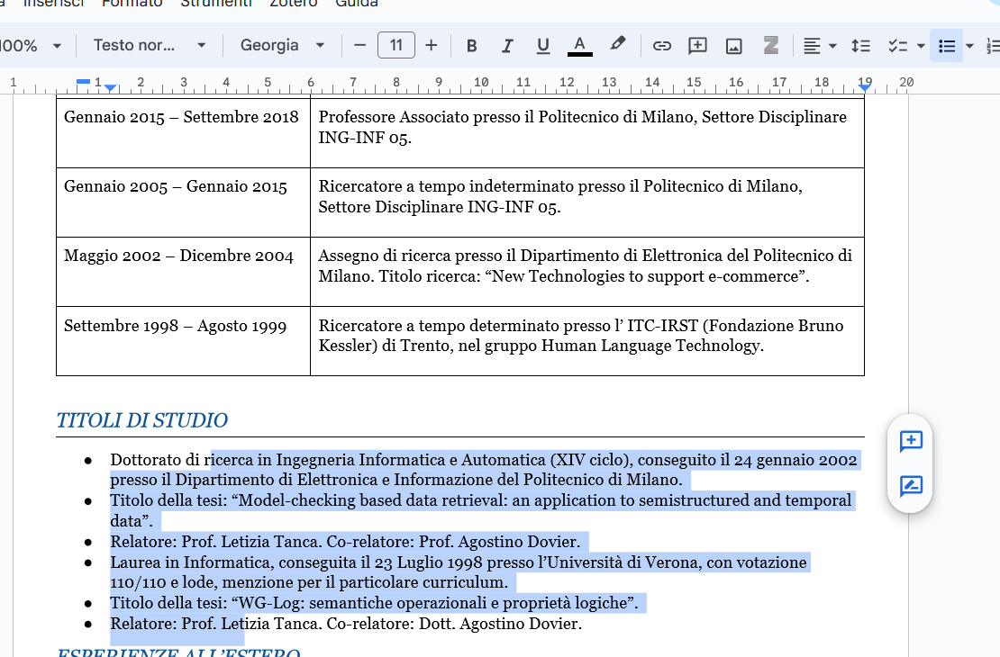 Inserisci Formato Strumenti Zotero Guida
100% Testo nor... Georgia 11 B I U A
1 1 2 3 4 5 6 7 8 9 10 11 12 13 14 15 16 17 18 19 20
Gennaio 2015 – Settembre 2018
Professore Associato presso il Politecnico di Milano, Settore Disciplinare
ING-INF 05.
Gennaio 2005 – Gennaio 2015
Ricercatore a tempo indeterminato presso il Politecnico di Milano,
Settore Disciplinare ING-INF 05.
Maggio 2002 – Dicembre 2004
Assegno di ricerca presso il Dipartimento di Elettronica del Politecnico di
Milano. Titolo ricerca: “New Technologies to support e-commerce”.
Settembre 1998 – Agosto 1999
Ricercatore a tempo determinato presso l’ ITC-IRST (Fondazione Bruno
Kessler) di Trento, nel gruppo Human Language Technology.
TITOLI DI STUDIO
● Dottorato di ricerca in Ingegneria Informatica e Automatica (XIV ciclo), conseguito il 24 gennaio 2002
presso il Dipartimento di Elettronica e Informazione del Politecnico di Milano.
● Titolo della tesi: “Model-checking based data retrieval: an application to semistructured and temporal
data”.
● Relatore: Prof. Letizia Tanca. Co-relatore: Prof. Agostino Dovier.
● Laurea in Informatica, conseguita il 23 Luglio 1998 presso l’Università di Verona, con votazione
110/110 e lode, menzione per il particolare curriculum.
● Titolo della tesi: “WG-Log: semantiche operazionali e proprietà logiche”.
● Relatore: Prof. Letizia Tanca. Co-relatore: Dott. Agostino Dovier.
ESPERIENZE ALL’ESTERO